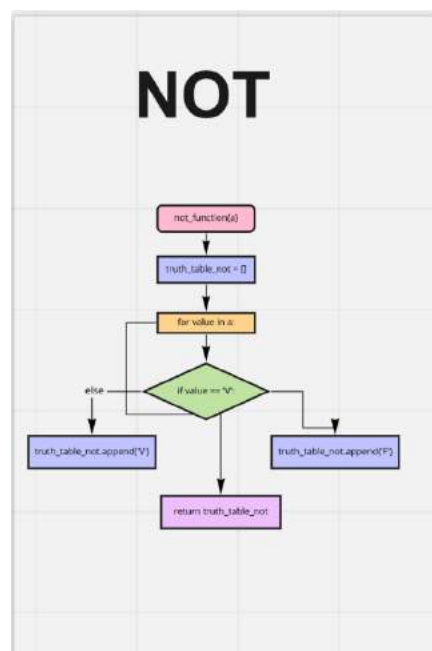 NOT
not_function(a)
truth_table_not = []
for value in a:
if value == 'V':
else
truth_table_not.append('V')
truth_table_not.append('F')
return truth_table_not